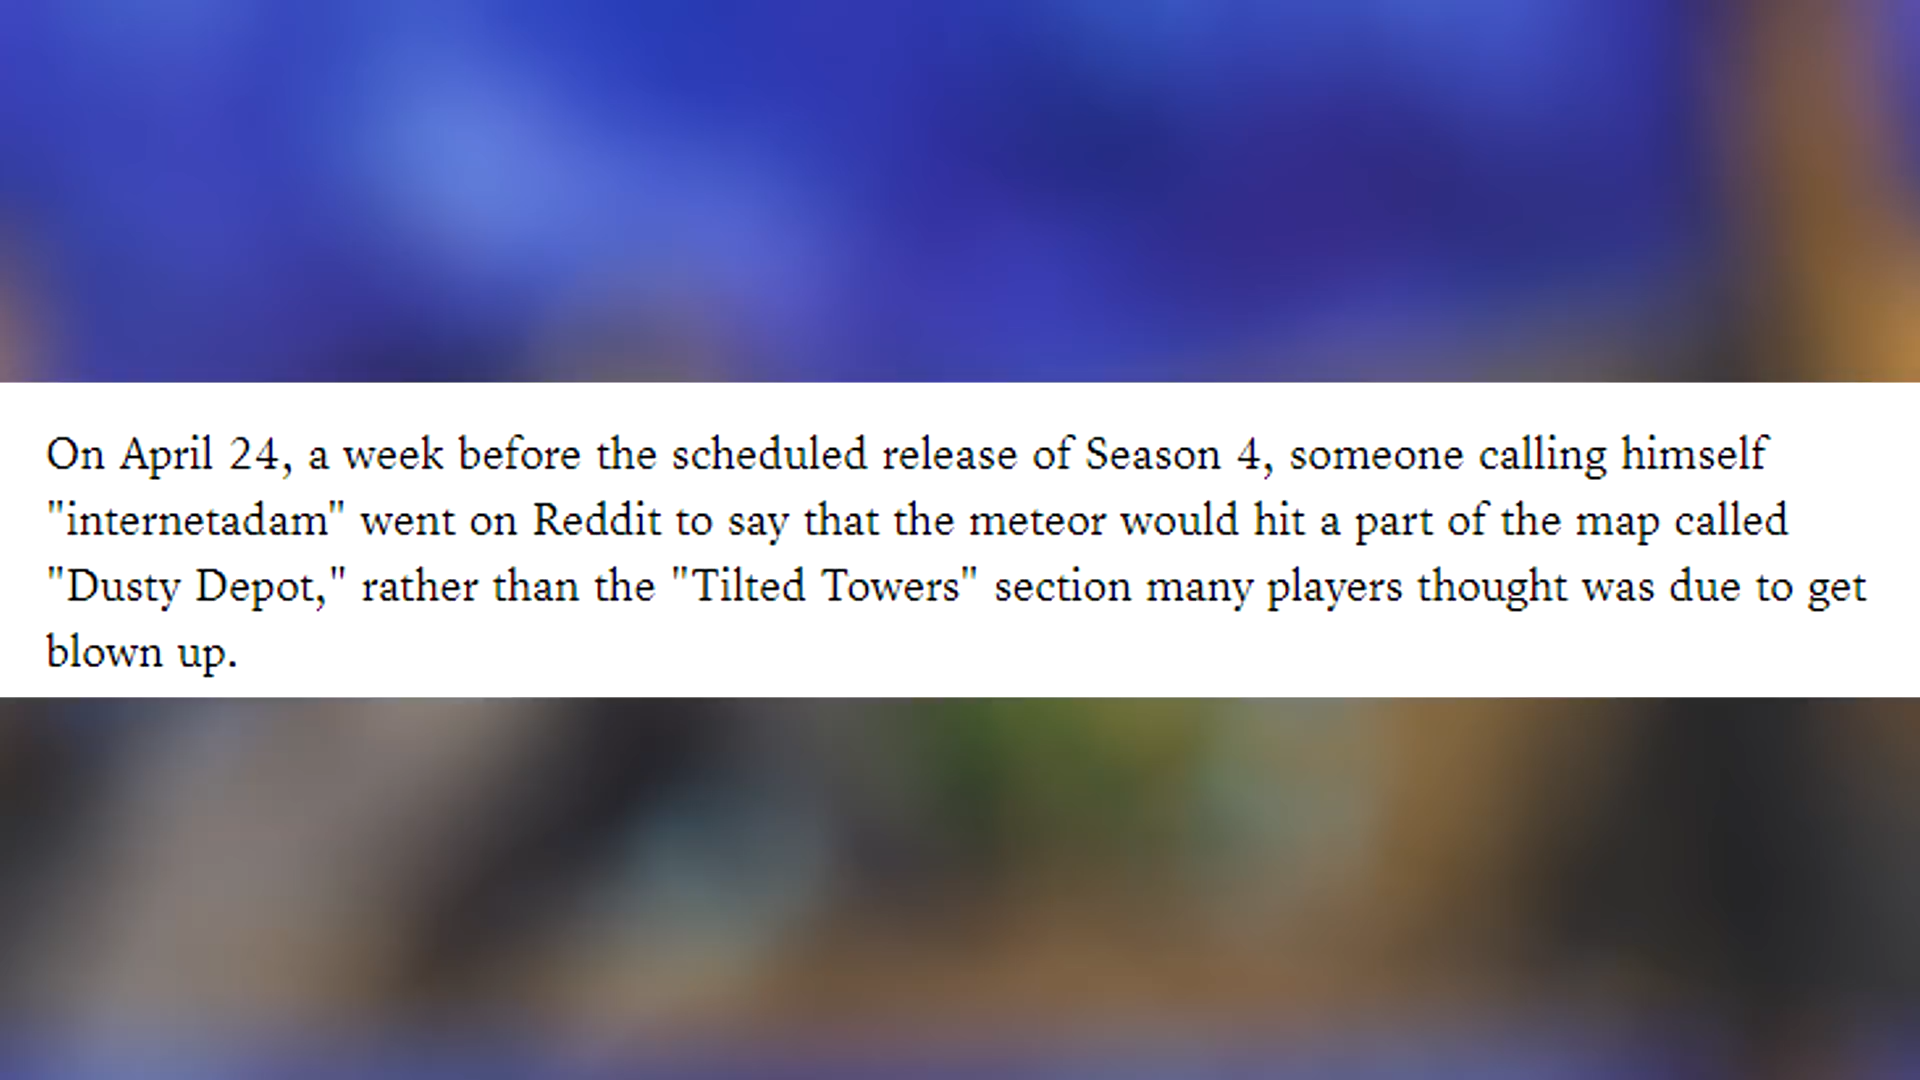 On April 24, a week before the scheduled release of Season 4, someone calling himself
"internetadam" went on Reddit to say that the meteor would hit a part of the map called
"Dusty Depot," rather than the "Tilted Towers" section many players thought was due to get
blown up.